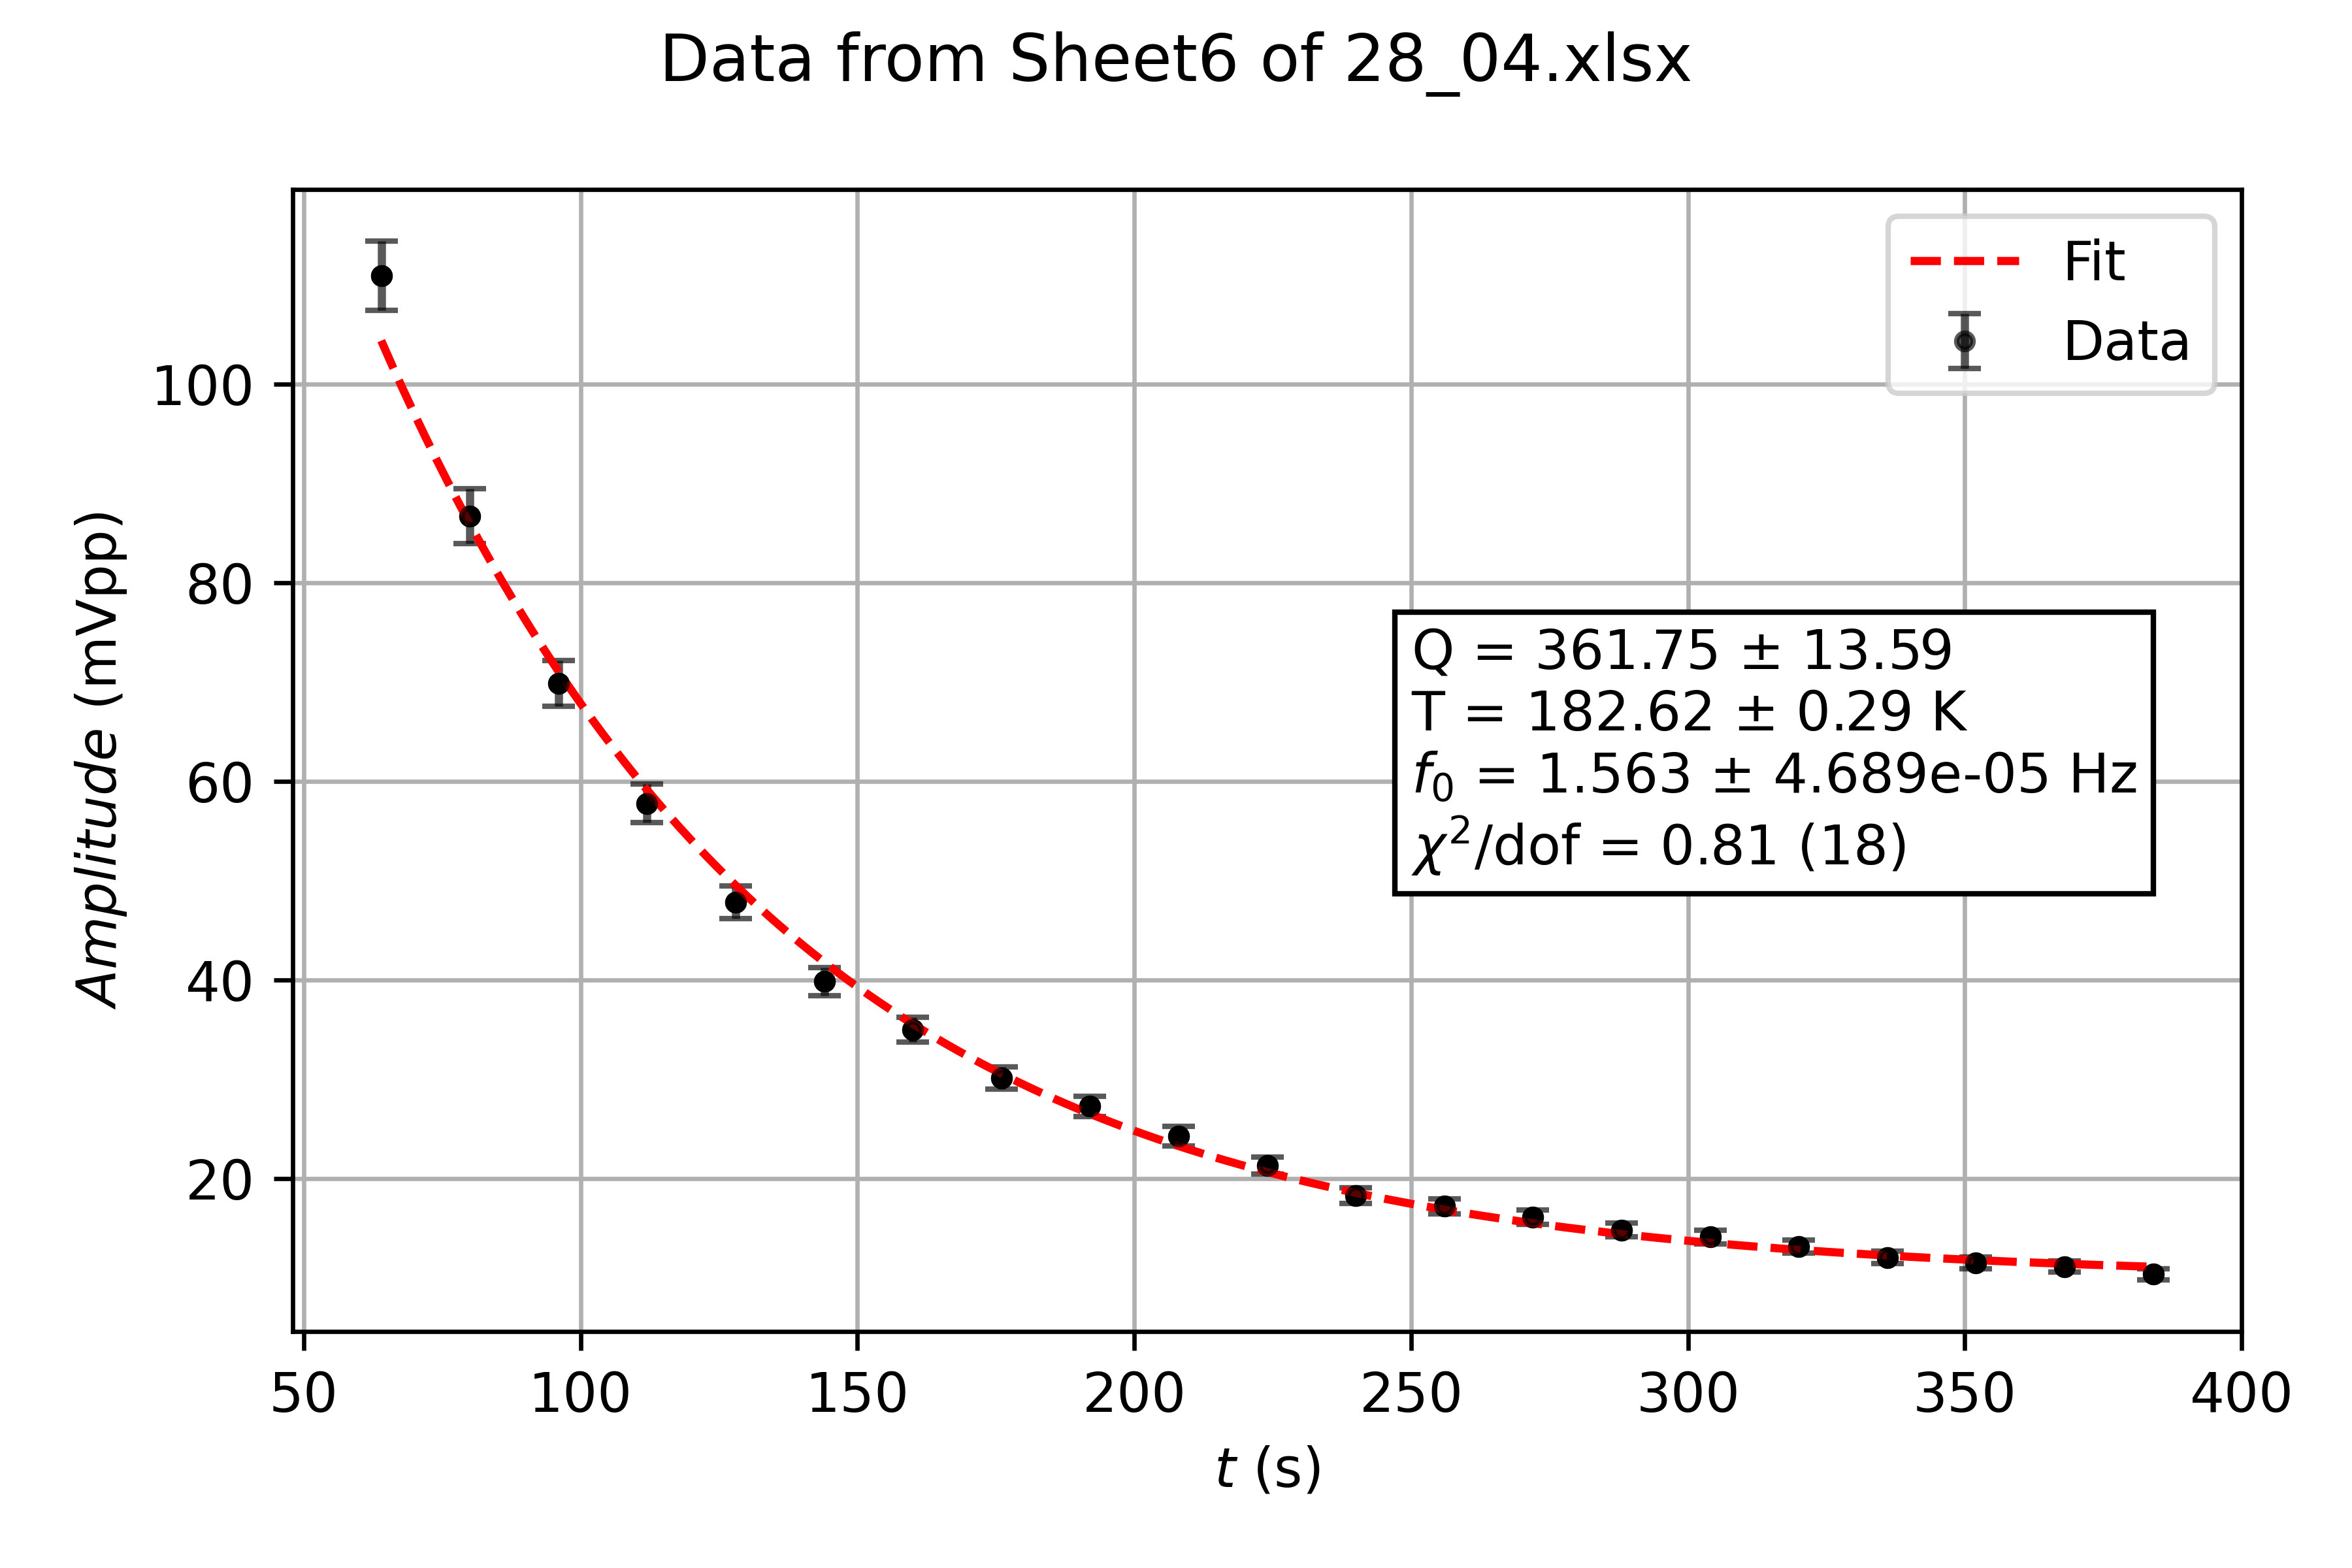 Data from Sheet6 of 28_04.xlsx
Fit
Data
Q = 361.75 ± 13.59
T = 182.62 ± 0.29 K
f₀ = 1.563 ± 4.689e-05 Hz
χ²/dof = 0.81 (18)
Amplitude (mVpp)
100
80
60
40
20
50 100 150 200 250 300 350 400
t (s)